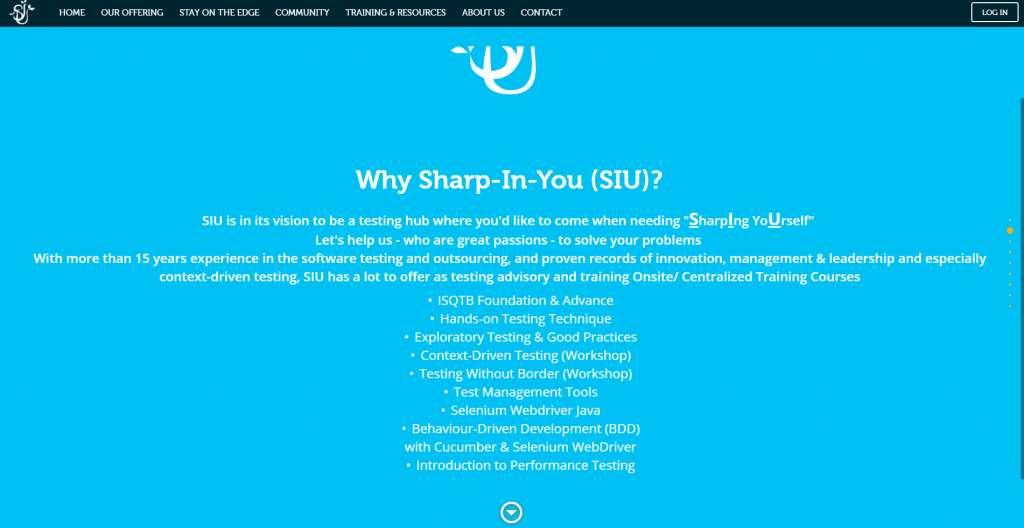 HOME OUR OFFERING STAY ON THE EDGE COMMUNITY TRAINING & RESOURCES ABOUT US CONTACT LOG IN
Why Sharp-In-You (SIU)?
SIU is in its vision to be a testing hub where you'd like to come when needing "SharpIng YoUrself"
Let's help us - who are great passions - to solve your problems
With more than 15 years experience in the software testing and outsourcing, and proven records of innovation, management & leadership and especially
context-driven testing, SIU has a lot to offer as testing advisory and training Onsite/ Centralized Training Courses
• ISQTB Foundation & Advance
• Hands-on Testing Technique
• Exploratory Testing & Good Practices
• Context-Driven Testing (Workshop)
• Testing Without Border (Workshop)
• Test Management Tools
• Selenium Webdriver Java
• Behaviour-Driven Development (BDD)
with Cucumber & Selenium WebDriver
• Introduction to Performance Testing